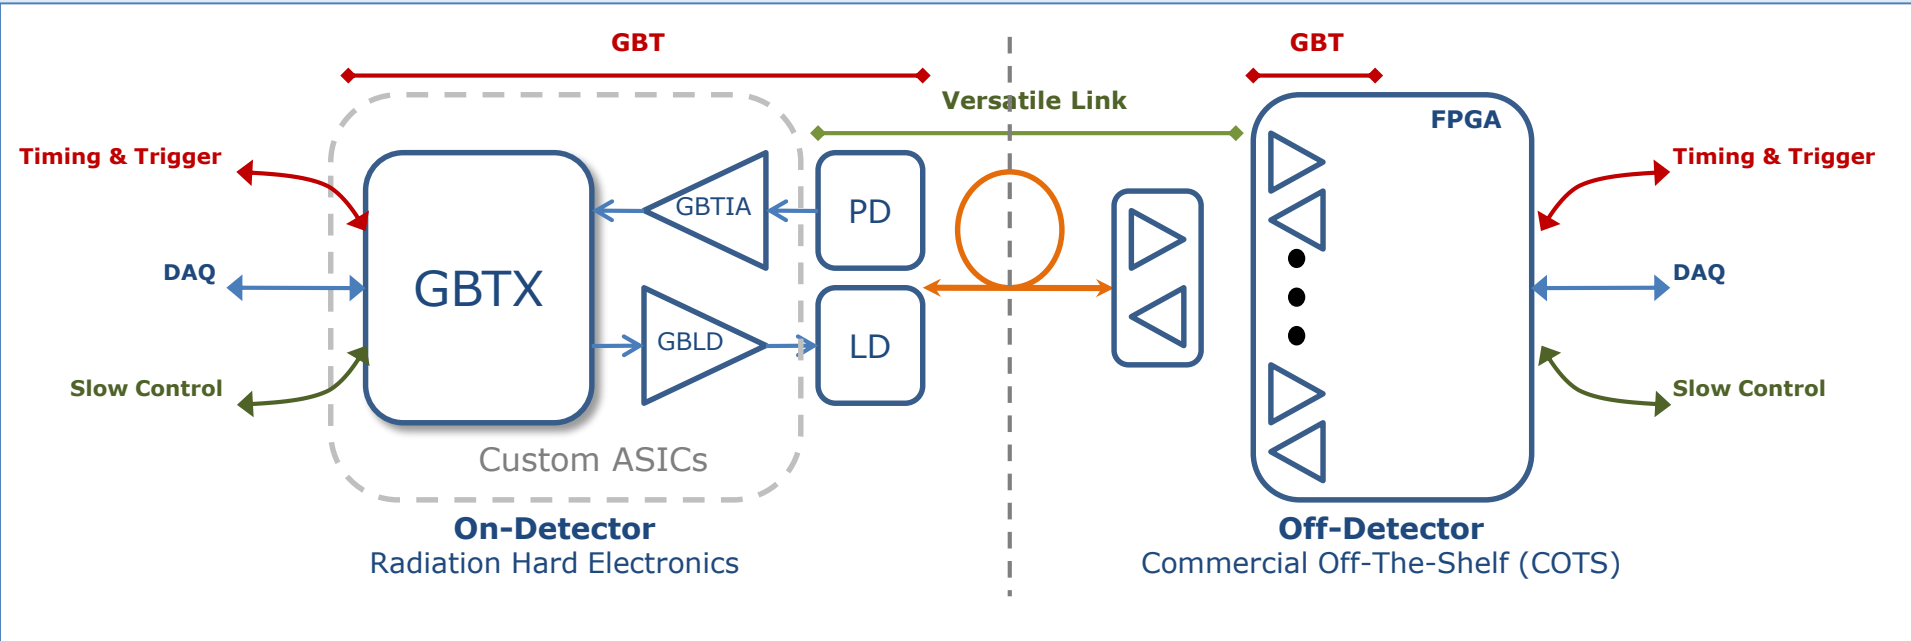 GBT
GBT
Versatile Link
FPGA
Timing & Trigger
Timing & Trigger
GBTIA
PD
DAQ
GBTX
DAQ
GBLD
LD
Slow Control
Slow Control
Custom ASICs
On-Detector
Radiation Hard Electronics
Off-Detector
Commercial Off-The-Shelf (COTS)